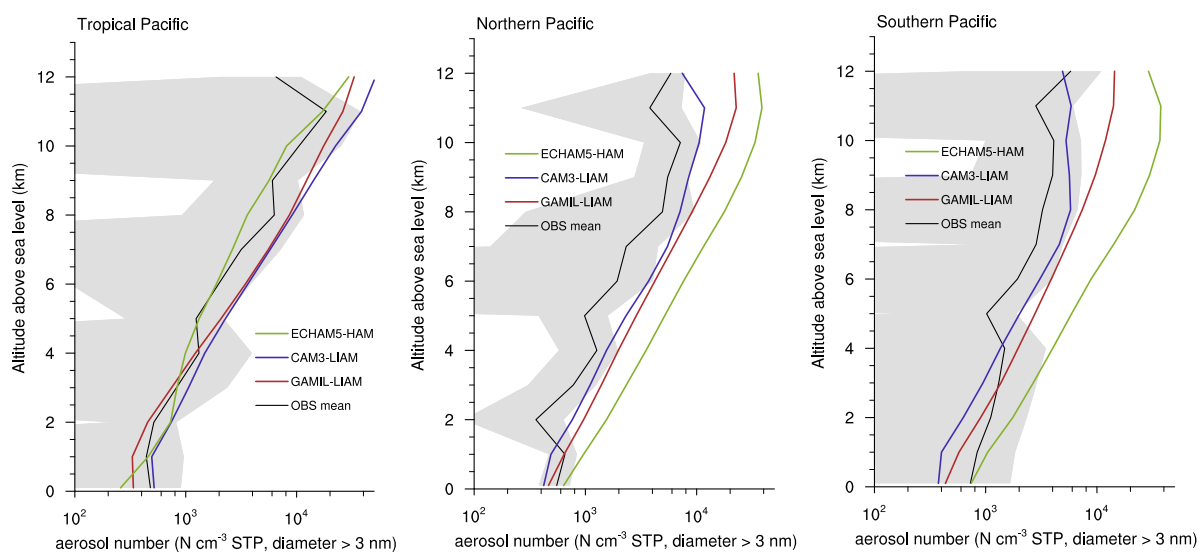 Tropical Pacific
12
10
8
6
4
2
0
Altitude above sea level (km)
ECHAM5-HAM
CAM3-LIAM
GAMIL-LIAM
OBS mean
10^2
10^3
10^4
aerosol number (N cm^-3 STP, diameter > 3 nm)
Northern Pacific
12
10
8
6
4
2
0
Altitude above sea level (km)
ECHAM5-HAM
CAM3-LIAM
GAMIL-LIAM
OBS mean
10^2
10^3
10^4
aerosol number (N cm^-3 STP, diameter > 3 nm)
Southern Pacific
12
10
8
6
4
2
0
Altitude above sea level (km)
ECHAM5-HAM
CAM3-LIAM
GAMIL-LIAM
OBS mean
10^2
10^3
10^4
aerosol number (N cm^-3 STP, diameter > 3 nm)